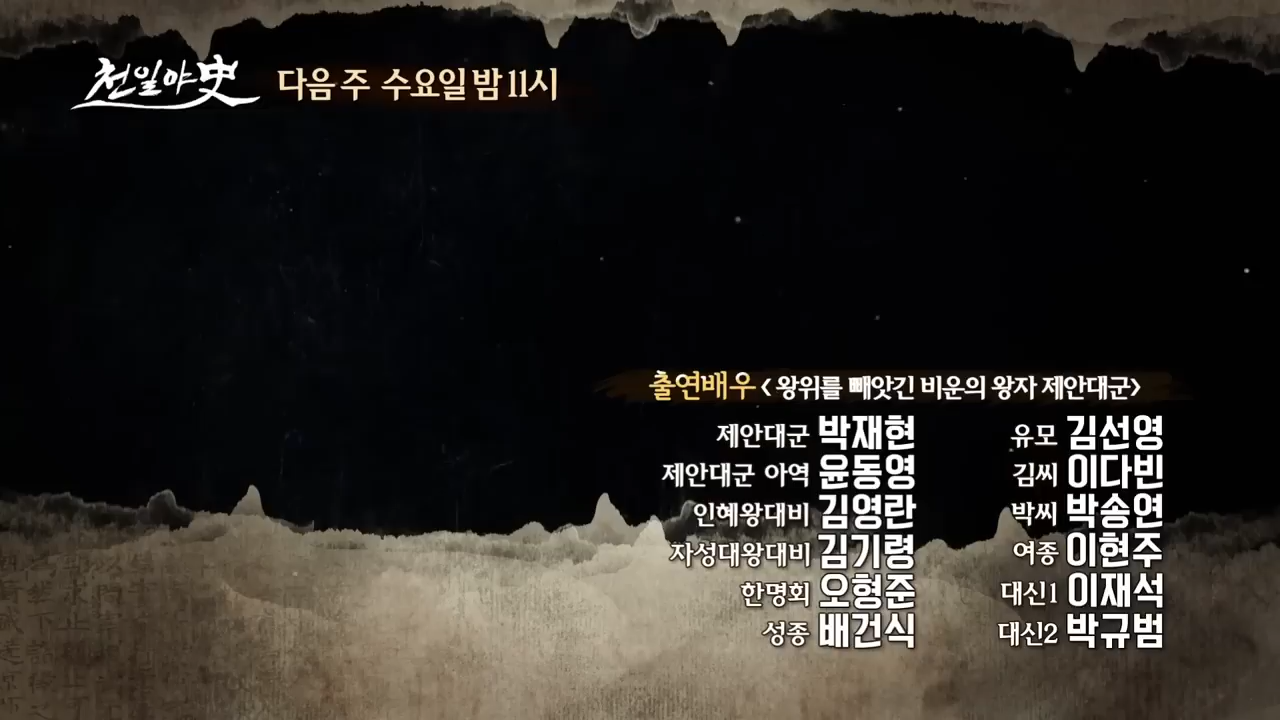 천일야史 다음 주 수요일 밤 11시
출연배우 <왕위를 빼앗긴 비운의 왕자 제안대군>
제안대군 박재현 유모 김선영
제안대군 아역 윤동영 김씨 이다빈
인혜왕대비 김영란 박씨 박송연
자성대왕대비 김기령 여종 이현주
한명회 오형준 대신1 이재석
성종 배건식 대신2 박규범